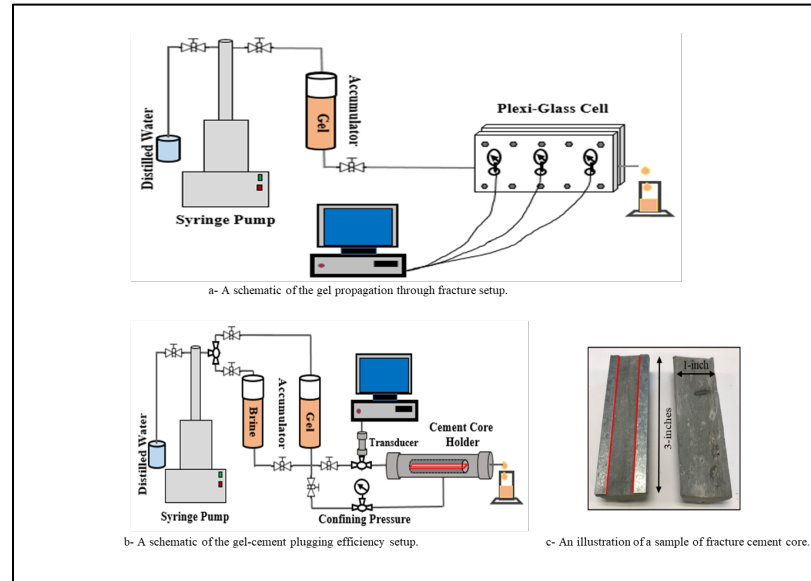 Distilled Water
Syringe Pump
Gel
Accumulator
Plexi-Glass Cell
a- A schematic of the gel propagation through fracture setup.
Distilled Water
Syringe Pump
Brine
Accumulator
Gel
Transducer
Cement Core
Holder
Confining Pressure
b- A schematic of the gel-cement plugging efficiency setup.
1-inch
3-inches
c- An illustration of a sample of fracture cement core.